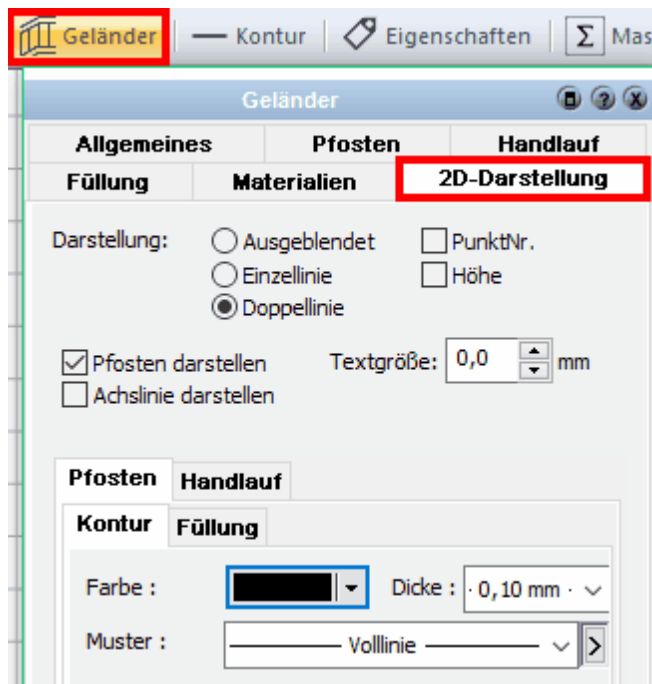 Geländer Kontur Eigenschaften Σ Mas
Geländer
Allgemeines Pfosten Handlauf
Füllung Materialien 2D-Darstellung
Darstellung: Ausgeblendet PunktNr.
Einzellinie Höhe
Doppellinie
Pfosten darstellen Textgröße: 0,0 mm
Achslinie darstellen
Pfosten Handlauf
Kontur Füllung
Farbe : Dicke : · 0,10 mm ·
Muster : Volllinie >